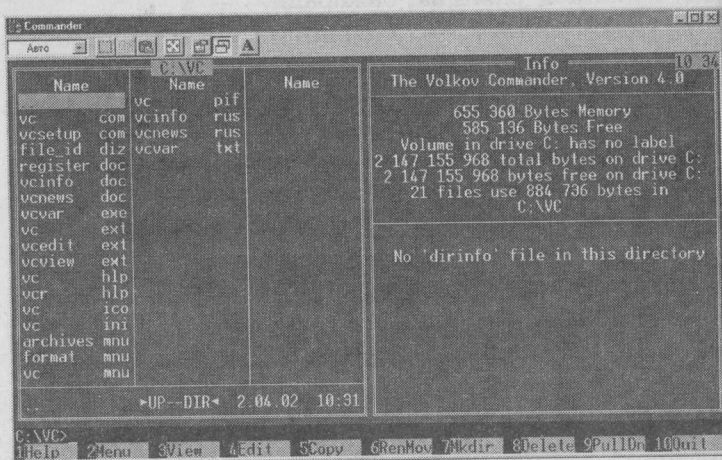 Commander
Авто
A
C:\VC
Name Name Name
..
vc com
vcsetup com
file_id diz
register doc
vcinfo doc
vcnews doc
vcvar exe
vc ext
vcedit ext
vcview ext
vc hlp
vcr hlp
vc ico
vc ini
archives mnu
format mnu
vc mnu
vc pif
vcinfo rus
vcnews rus
vcvar txt
.. ►UP--DIR◄ 2.04.02 10:31
Info 10 34
The Volkov Commander, Version 4.0
655 360 Bytes Memory
585 136 Bytes Free
Volume in drive C: has no label
2 147 155 968 total bytes on drive C:
2 147 155 968 bytes free on drive C:
21 files use 884 736 bytes in
C:\VC
No 'dirinfo' file in this directory
C:\VC>
1Help 2Menu 3View 4Edit 5Copy 6RenMov 7Mkdir 8Delete 9PullDn 10Quit